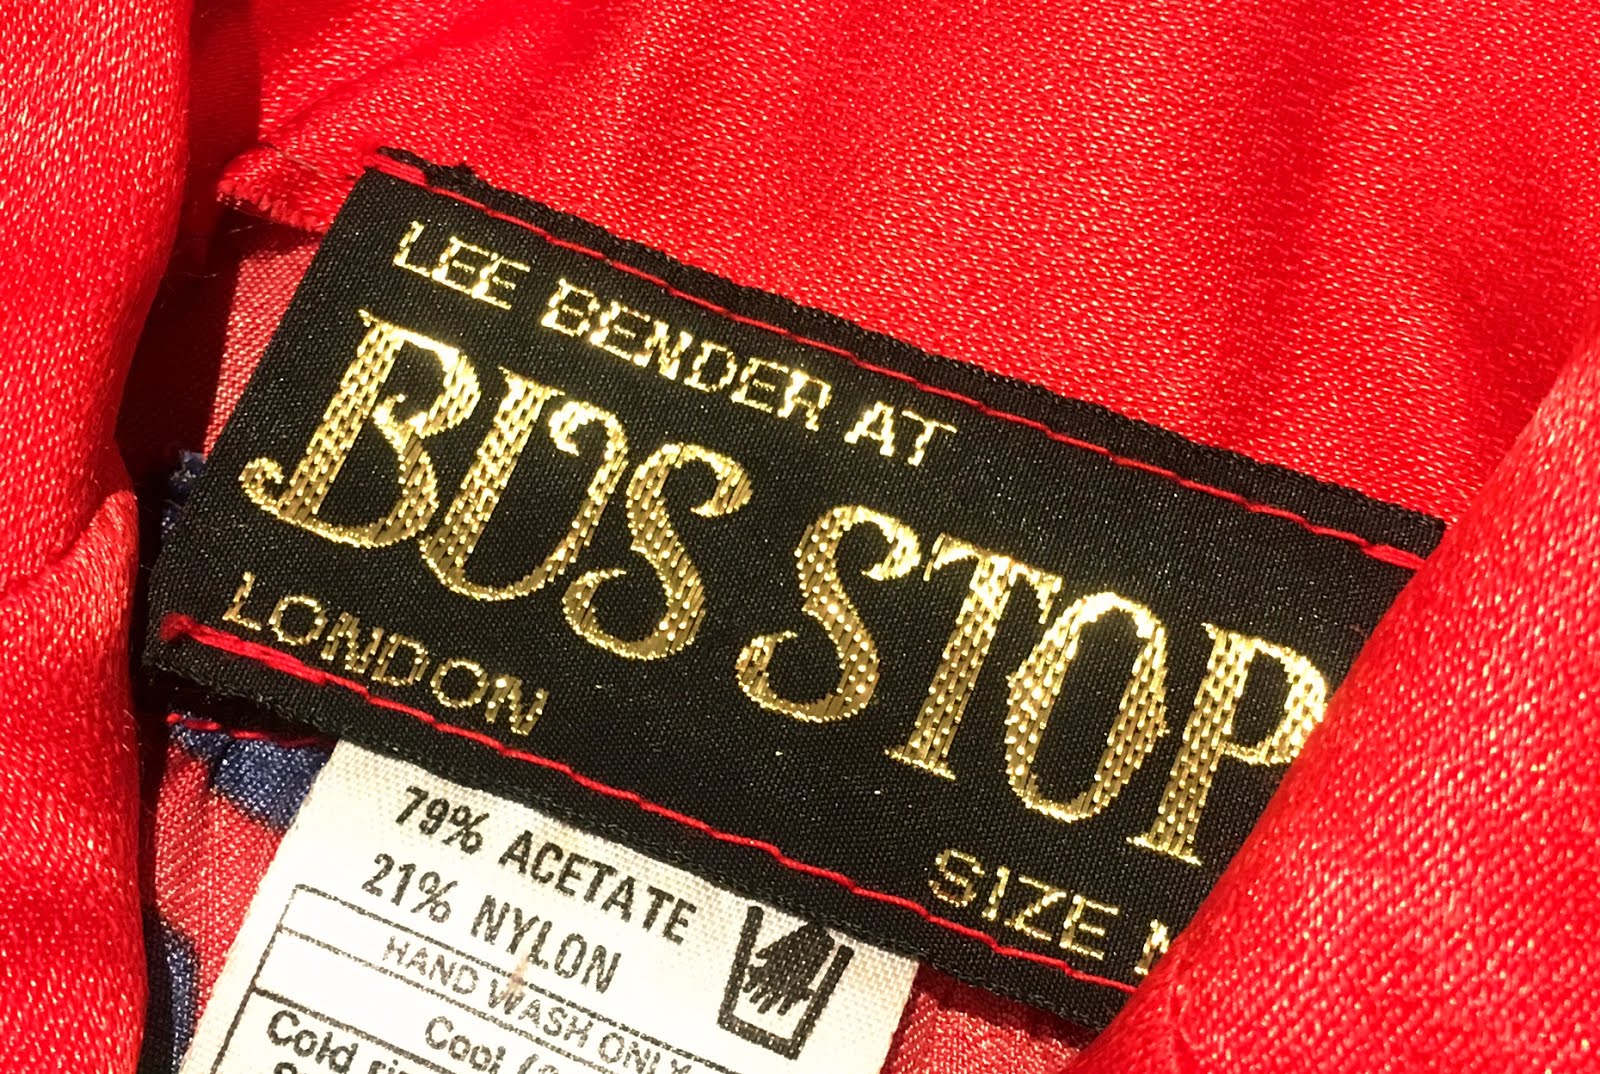 LEE BENDER AT
BUS STOP
LONDON
SIZE
79% ACETATE
21% NYLON
HAND WASH ONLY
Cool
Cold